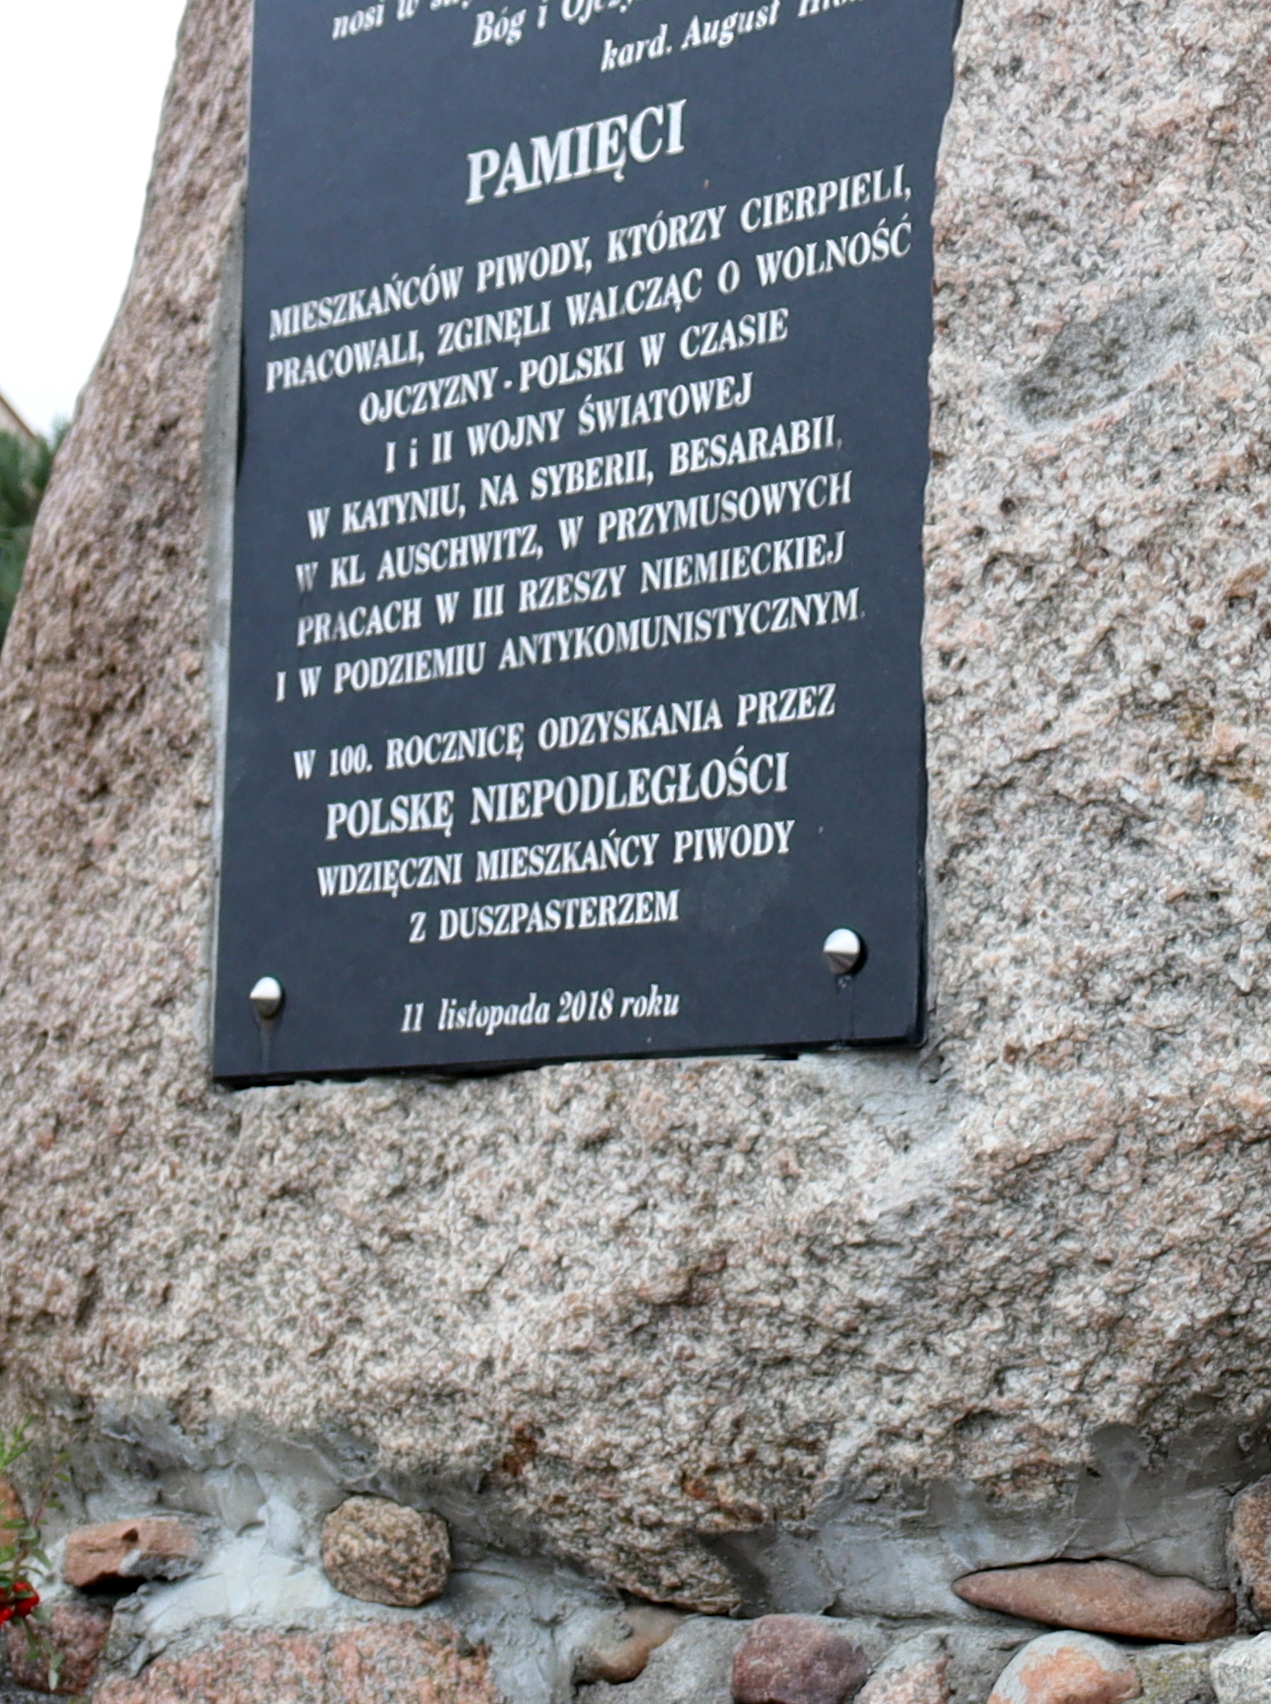 nosi w
Bóg i
kard. August
PAMIĘCI
MIESZKAŃCÓW PIWODY, KTÓRZY CIERPIELI,
PRACOWALI, ZGINĘLI WALCZĄC O WOLNOŚĆ
OJCZYZNY - POLSKI W CZASIE
I i II WOJNY ŚWIATOWEJ
W KATYNIU, NA SYBERII, BESARABII,
W KL AUSCHWITZ, W PRZYMUSOWYCH
PRACACH W III RZESZY NIEMIECKIEJ
I W PODZIEMIU ANTYKOMUNISTYCZNYM.
W 100. ROCZNICĘ ODZYSKANIA PRZEZ
POLSKĘ NIEPODLEGŁOŚCI
WDZIĘCZNI MIESZKAŃCY PIWODY
Z DUSZPASTERZEM
11 listopada 2018 roku